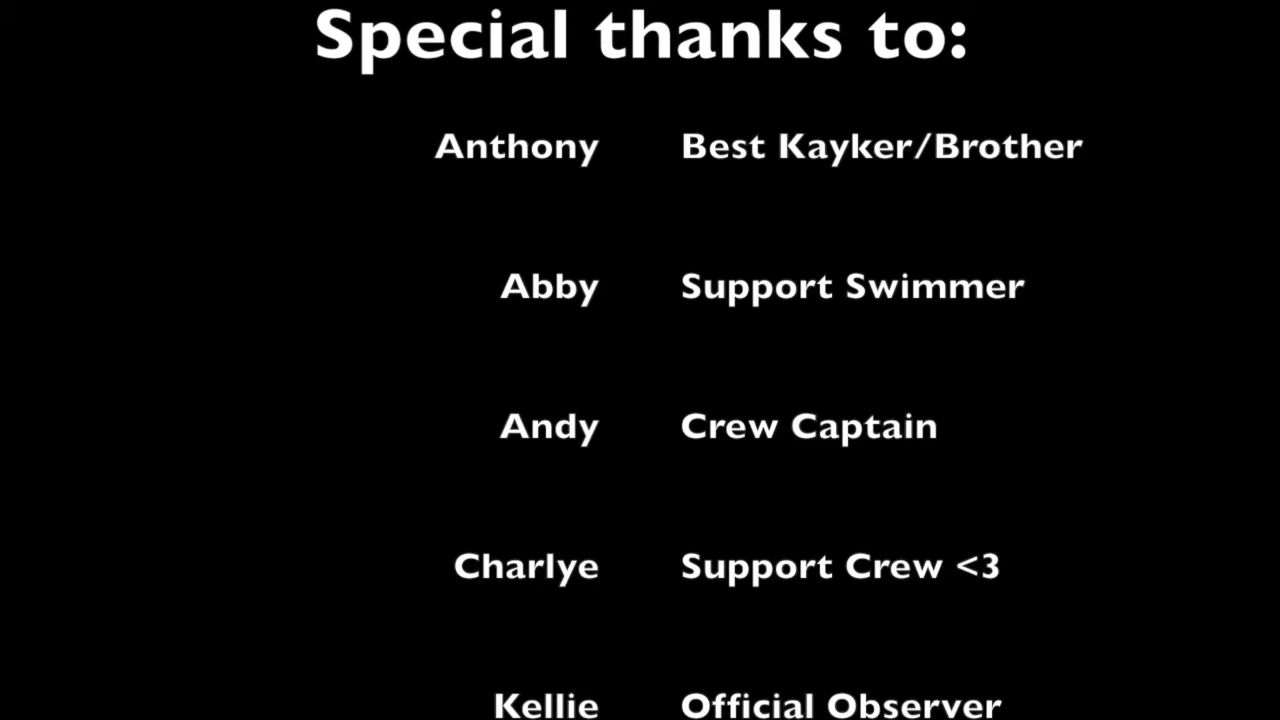 Special thanks to:
Anthony Best Kayker/Brother
Abby Support Swimmer
Andy Crew Captain
Charlye Support Crew <3
Kellie Official Observer